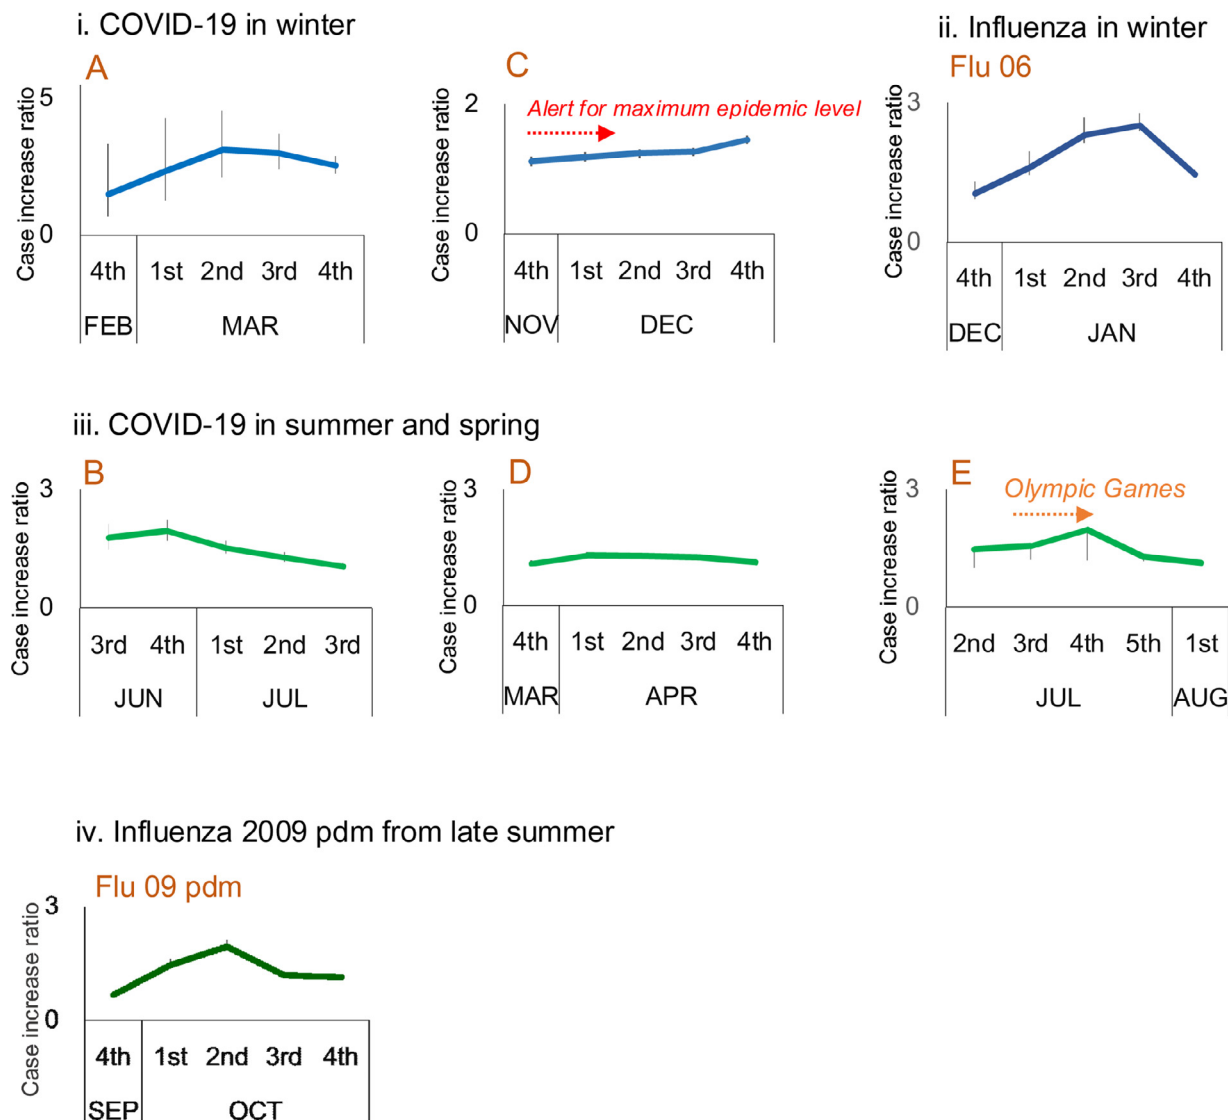 i. COVID-19 in winter
A
Case increase ratio
5
0
4th 1st 2nd 3rd 4th
FEB MAR
C
Alert for maximum epidemic level
Case increase ratio
2
0
4th 1st 2nd 3rd 4th
NOV DEC
ii. Influenza in winter
Flu 06
Case increase ratio
3
0
4th 1st 2nd 3rd 4th
DEC JAN
iii. COVID-19 in summer and spring
B
Case increase ratio
3
0
3rd 4th 1st 2nd 3rd
JUN JUL
D
Case increase ratio
3
0
4th 1st 2nd 3rd 4th
MAR APR
E
Olympic Games
Case increase ratio
3
0
2nd 3rd 4th 5th 1st
JUL AUG
iv. Influenza 2009 pdm from late summer
Flu 09 pdm
Case increase ratio
3
0
4th 1st 2nd 3rd 4th
SEP OCT